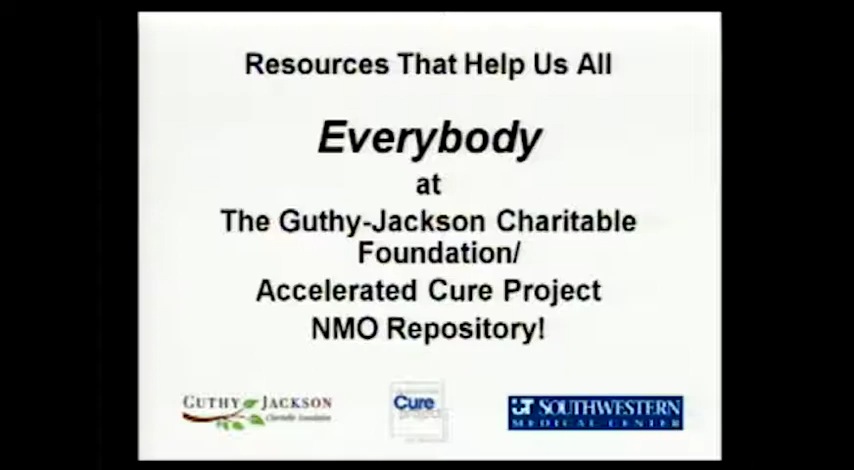 Resources That Help Us All
Everybody
at
The Guthy-Jackson Charitable
Foundation/
Accelerated Cure Project
NMO Repository!
GUTHY JACKSON
Charitable Foundation
Cure
UT SOUTHWESTERN
MEDICAL CENTER